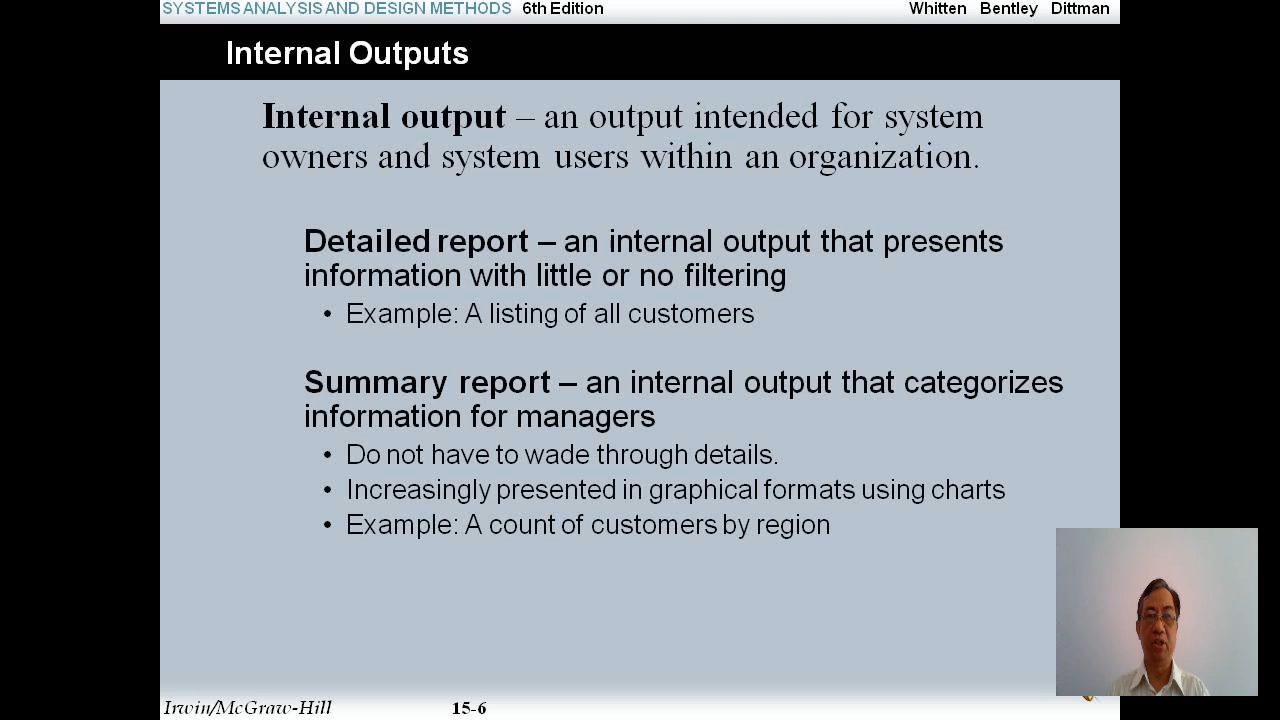 SYSTEMS ANALYSIS AND DESIGN METHODS 6th Edition Whitten Bentley Dittman
Internal Outputs
Internal output – an output intended for system
owners and system users within an organization.
Detailed report – an internal output that presents
information with little or no filtering
• Example: A listing of all customers
Summary report – an internal output that categorizes
information for managers
• Do not have to wade through details.
• Increasingly presented in graphical formats using charts
• Example: A count of customers by region
Irwin/McGraw-Hill 15-6